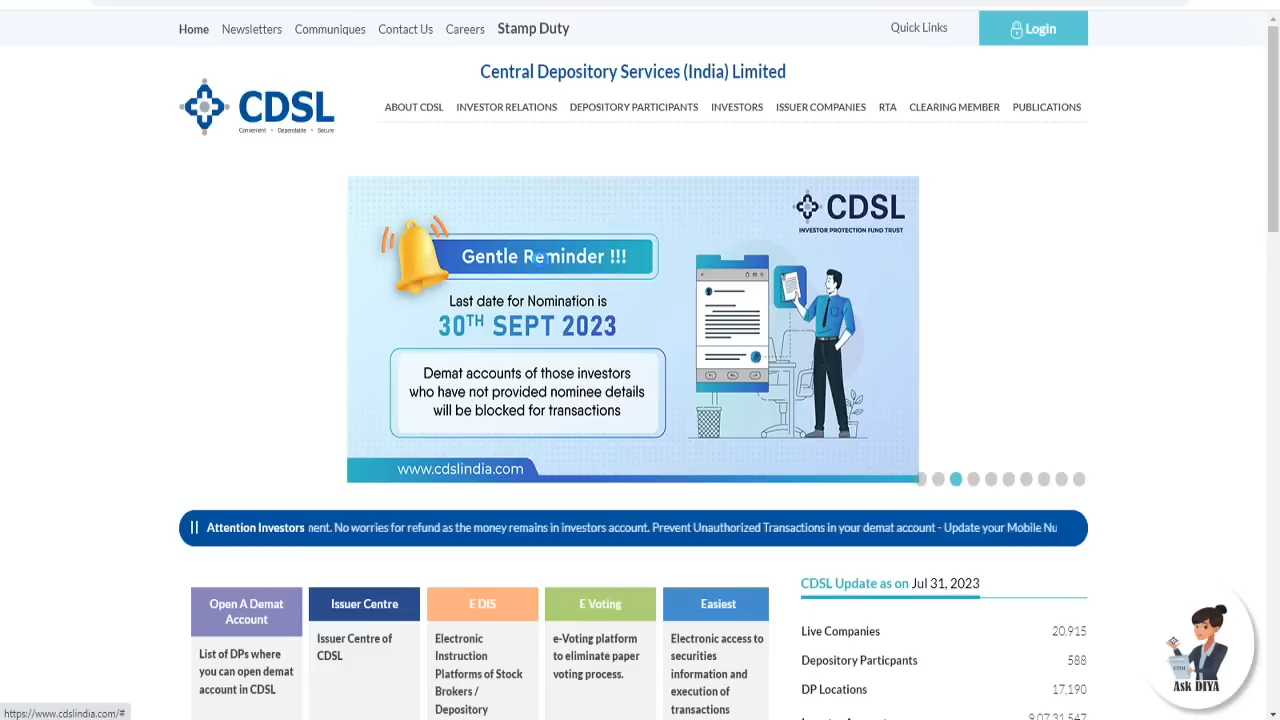 Home Newsletters Communiques Contact Us Careers Stamp Duty Quick Links Login
Central Depository Services (India) Limited
CDSL
Convenient • Dependable • Secure
ABOUT CDSL INVESTOR RELATIONS DEPOSITORY PARTICIPANTS INVESTORS ISSUER COMPANIES RTA CLEARING MEMBER PUBLICATIONS
CDSL
INVESTOR PROTECTION FUND TRUST
Gentle Reminder !!!
Last date for Nomination is
30TH SEPT 2023
Demat accounts of those investors
who have not provided nominee details
will be blocked for transactions
www.cdslindia.com
Attention Investors ment. No worries for refund as the money remains in investors account. Prevent Unauthorized Transactions in your demat account - Update your Mobile Nu
Open A Demat
Account
List of DPs where
you can open demat
account in CDSL
Issuer Centre
Issuer Centre of
CDSL
E DIS
Electronic
Instruction
Platforms of Stock
Brokers /
Depository
E Voting
e-Voting platform
to eliminate paper
voting process.
Easiest
Electronic access to
securities
information and
execution of
transactions
CDSL Update as on Jul 31, 2023
Live Companies 20,915
Depository Particpants 588
DP Locations 17,190
9,07,31,547
CDSL
ASK DIYA
https://www.cdslindia.com/#